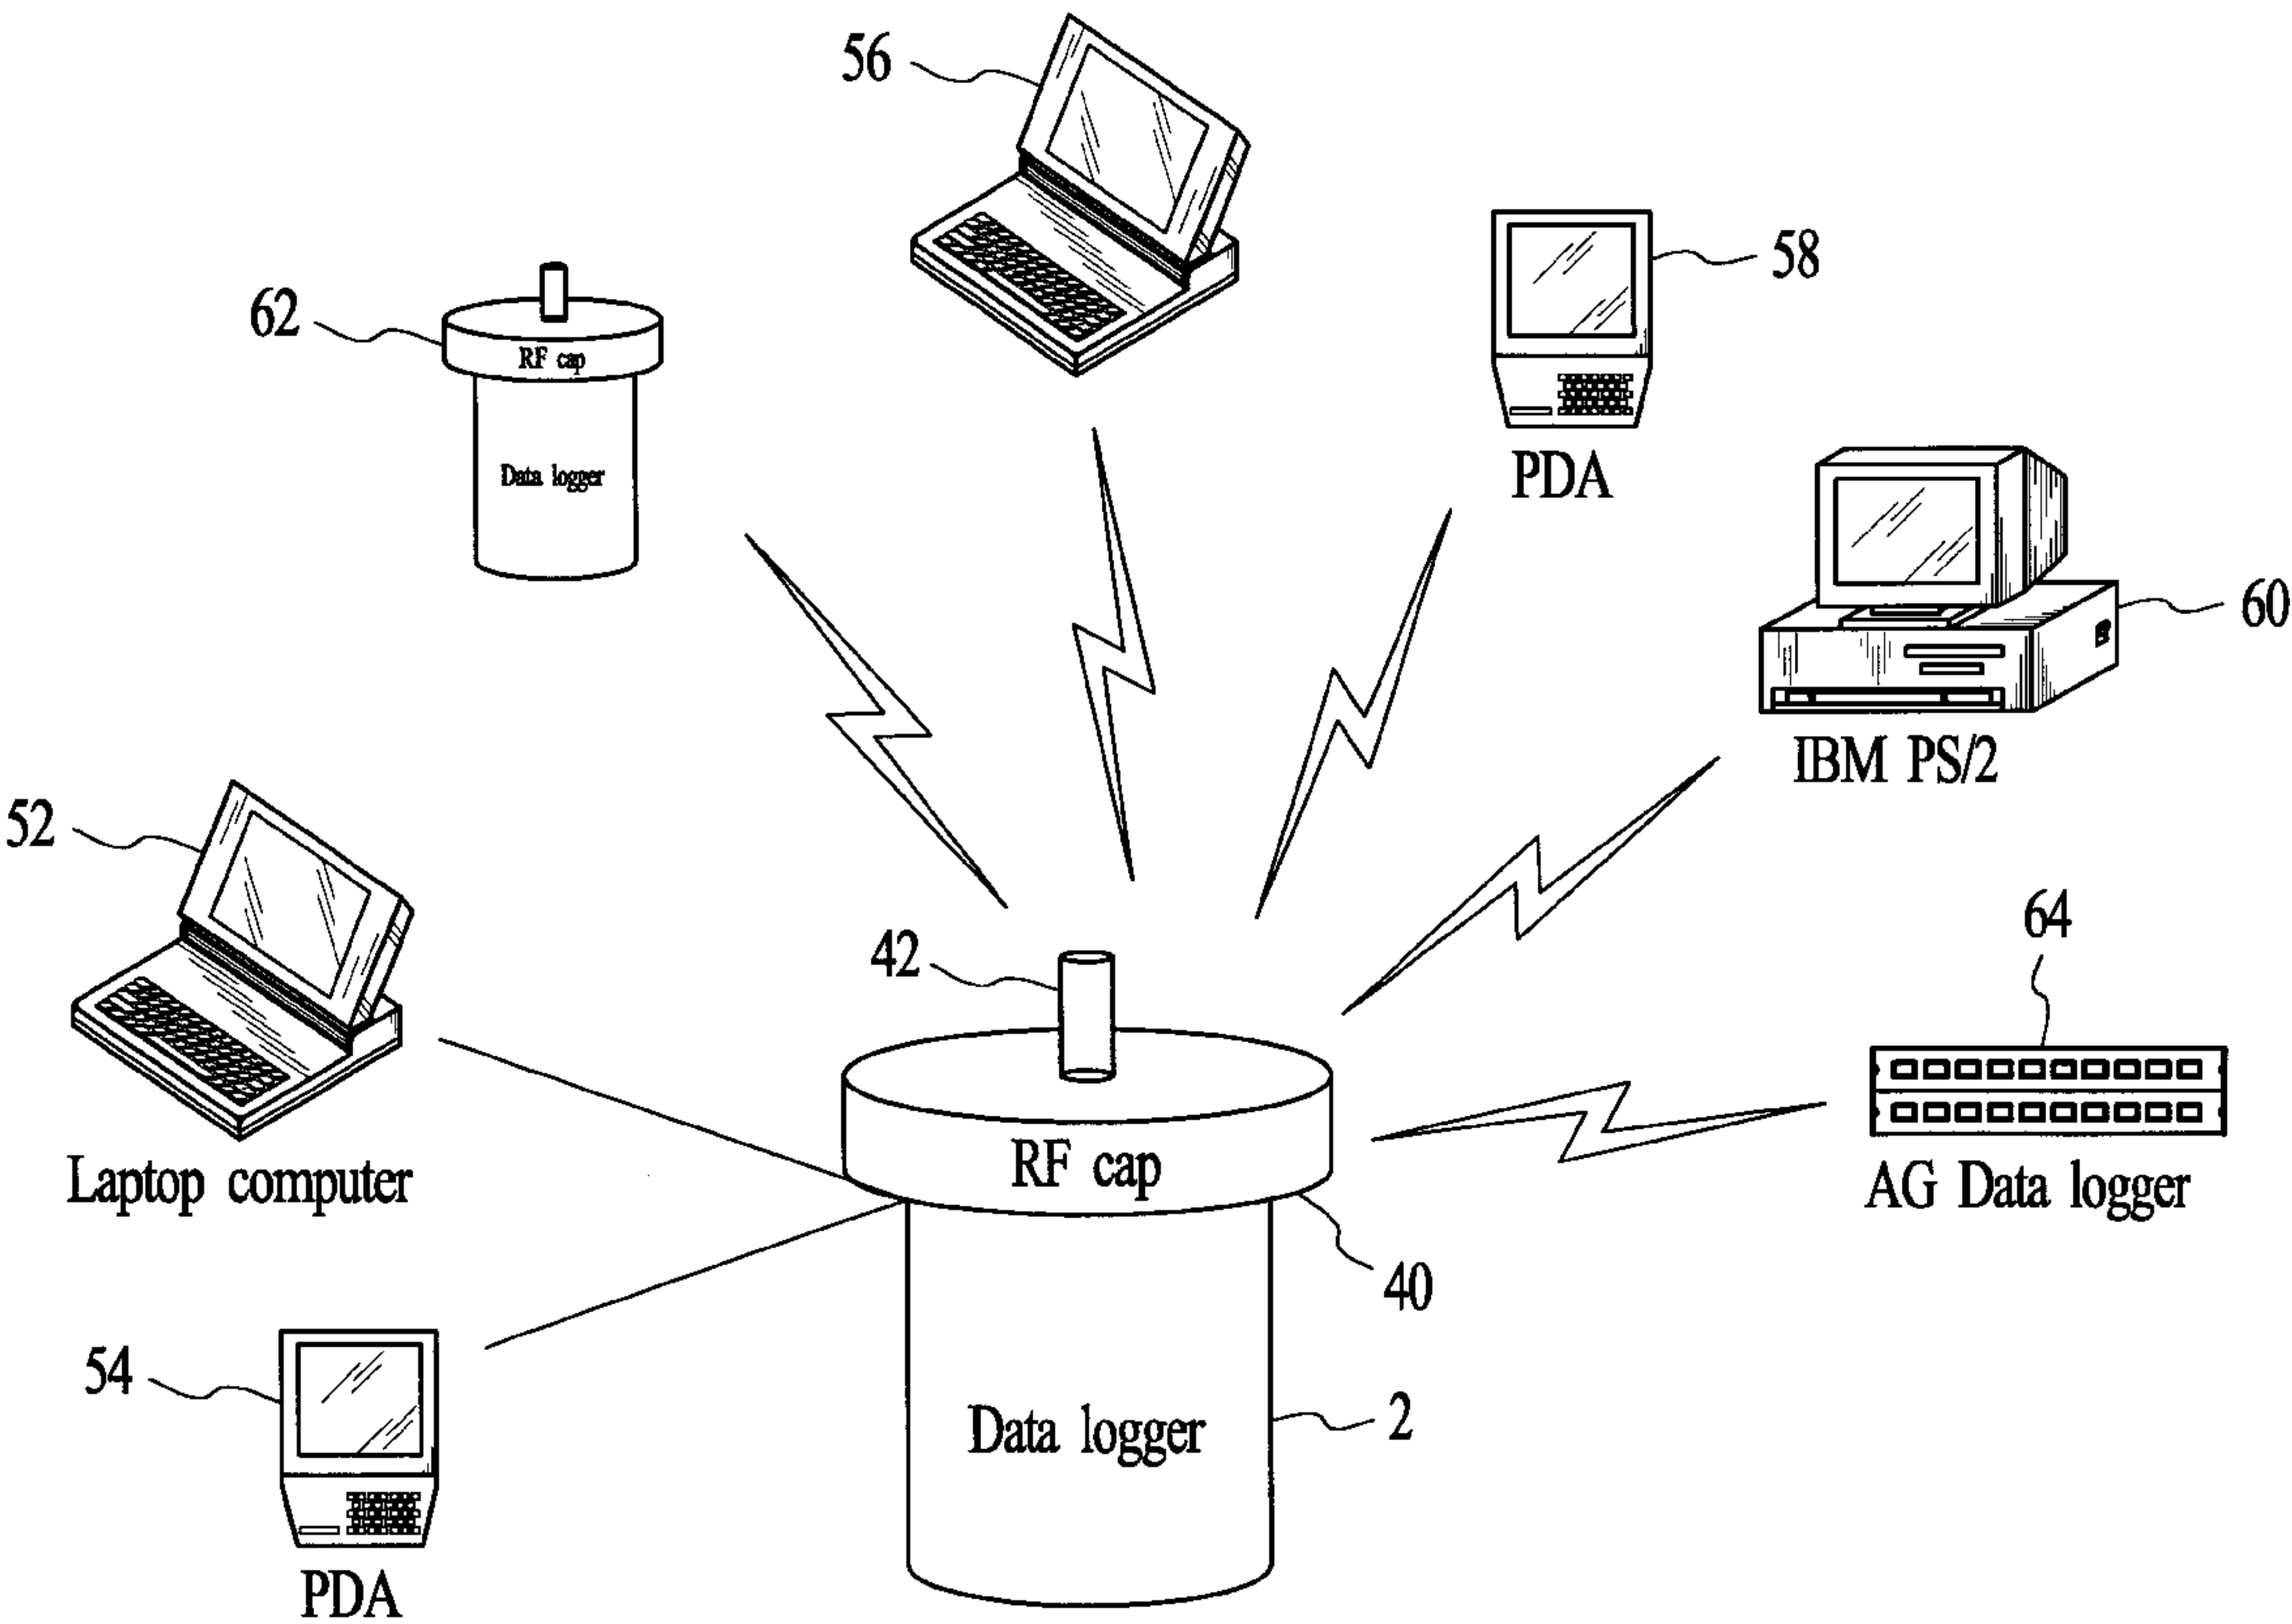 56
58
62
RF cap
Data logger
PDA
60
IBM PS/2
52
64
42
RF cap
Laptop computer
AG Data logger
40
54
2
Data logger
PDA